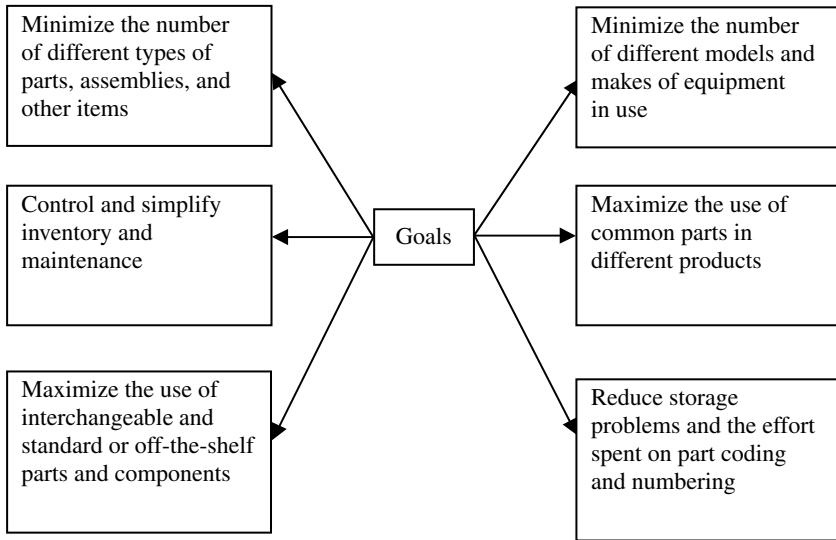 Minimize the number
of different types of
parts, assemblies, and
other items
Minimize the number
of different models and
makes of equipment
in use
Control and simplify
inventory and
maintenance
Goals
Maximize the use of
common parts in
different products
Maximize the use of
interchangeable and
standard or off-the-shelf
parts and components
Reduce storage
problems and the effort
spent on part coding
and numbering